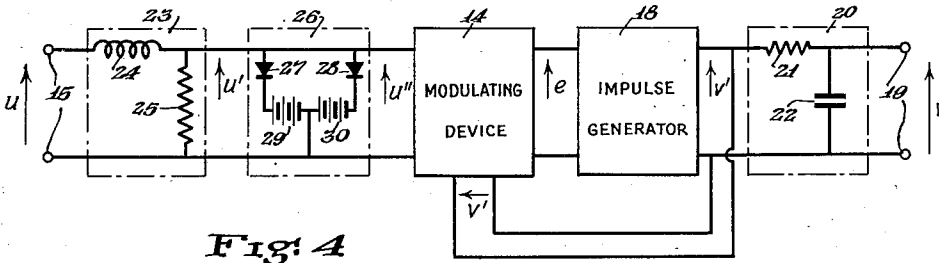 23
26
14
18
20
u
15
24
25
u'
27
28
29
30
u"
MODULATING
DEVICE
e
IMPULSE
GENERATOR
v'
21
22
19
v'
Fig. 4